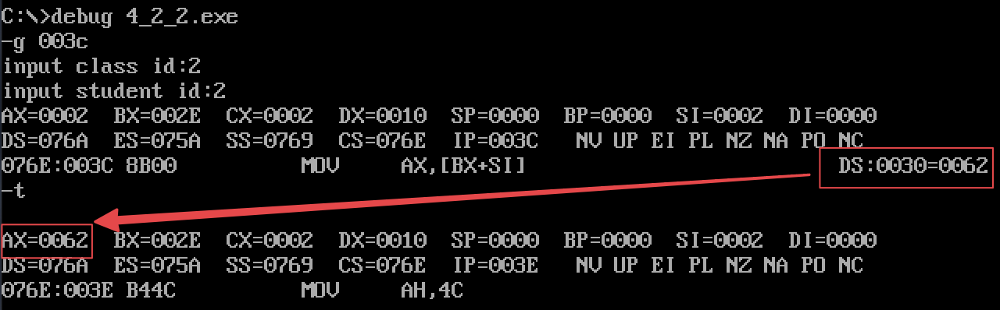 C:\>debug 4_2_2.exe
-g 003c
input class id:2
input student id:2
AX=0002  BX=002E  CX=0002  DX=0010  SP=0000  BP=0000  SI=0002  DI=0000
DS=076A  ES=075A  SS=0769  CS=076E  IP=003C   NV UP EI PL NZ NA PO NC
076E:003C 8B00          MOV     AX,[BX+SI]                         DS:0030=0062
-t
AX=0062  BX=002E  CX=0002  DX=0010  SP=0000  BP=0000  SI=0002  DI=0000
DS=076A  ES=075A  SS=0769  CS=076E  IP=003E   NV UP EI PL NZ NA PO NC
076E:003E B44C          MOV     AH,4C